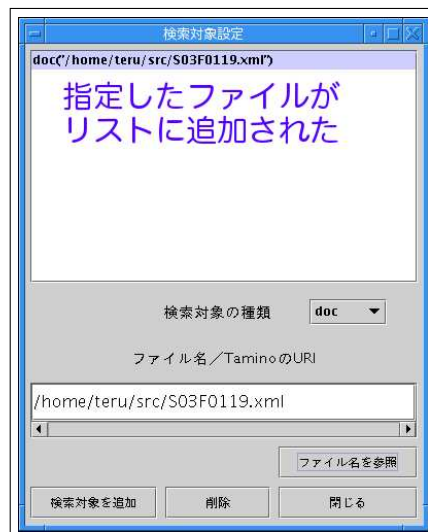 検索対象設定
doc("/home/teru/src/S03F0119.xml")
指定したファイルが
リストに追加された
検索対象の種類 doc
ファイル名／TaminoのURI
/home/teru/src/S03F0119.xml
ファイル名を参照
検索対象を追加 削除 閉じる